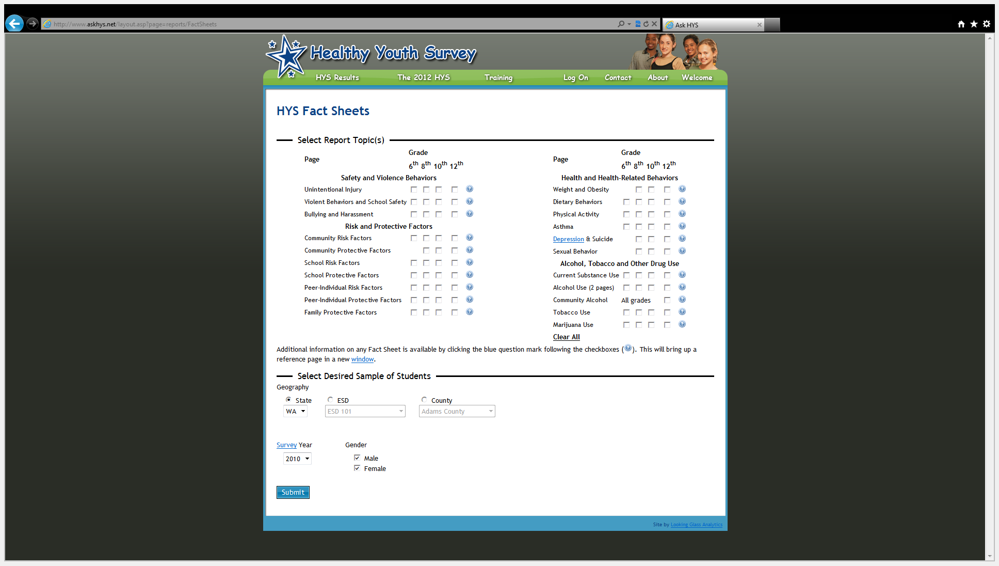 http://www.askhys.net/layout.asp?page=reports/FactSheets
Ask HYS
Healthy Youth Survey
HYS Results The 2012 HYS Training Log On Contact About Welcome
HYS Fact Sheets
Select Report Topic(s)
Page Grade
6th 8th 10th 12th
Safety and Violence Behaviors
Unintentional Injury
Violent Behaviors and School Safety
Bullying and Harassment
Risk and Protective Factors
Community Risk Factors
Community Protective Factors
School Risk Factors
School Protective Factors
Peer-Individual Risk Factors
Peer-Individual Protective Factors
Family Protective Factors
Page Grade
6th 8th 10th 12th
Health and Health-Related Behaviors
Weight and Obesity
Dietary Behaviors
Physical Activity
Asthma
Depression & Suicide
Sexual Behavior
Alcohol, Tobacco and Other Drug Use
Current Substance Use
Alcohol Use (2 pages)
Community Alcohol All grades
Tobacco Use
Marijuana Use
Clear All
Additional information on any Fact Sheet is available by clicking the blue question mark following the checkboxes (?). This will bring up a
reference page in a new window.
Select Desired Sample of Students
Geography
State ESD County
WA ESD 101 Adams County
Survey Year Gender
2010 Male
Female
Submit
Site by Looking Glass Analytics